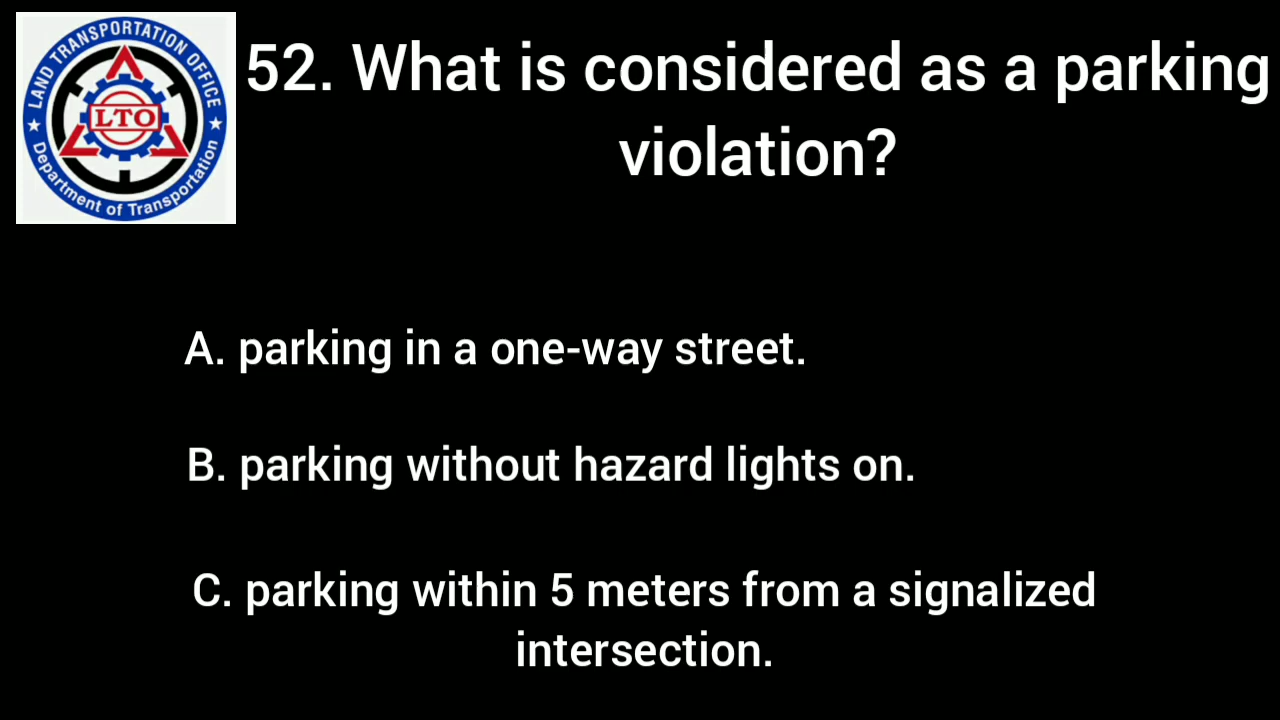 LAND TRANSPORTATION OFFICE
LTO
Department of Transportation
52. What is considered as a parking
violation?
A. parking in a one-way street.
B. parking without hazard lights on.
C. parking within 5 meters from a signalized
intersection.